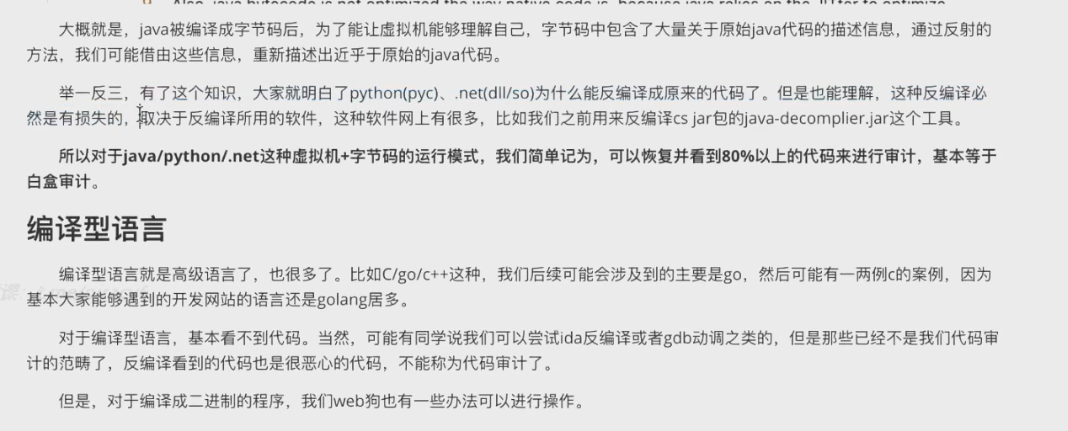 Also, java bytecode is not optimized the way native code is, because java relies on the JITter to optimize
大概就是，java被编译成字节码后，为了能让虚拟机能够理解自己，字节码中包含了大量关于原始java代码的描述信息，通过反射的
方法，我们可能借由这些信息，重新描述出近乎于原始的java代码。
举一反三，有了这个知识，大家就明白了python(pyc)、.net(dll/so)为什么能反编译成原来的代码了。但是也能理解，这种反编译必
然是有损失的，取决于反编译所用的软件，这种软件网上有很多，比如我们之前用来反编译cs jar包的java-decomplier.jar这个工具。
所以对于java/python/.net这种虚拟机+字节码的运行模式，我们简单记为，可以恢复并看到80%以上的代码来进行审计，基本等于
白盒审计。
编译型语言
编译型语言就是高级语言了，也很多了。比如C/go/c++这种，我们后续可能会涉及到的主要是go，然后可能有一两例c的案例，因为
基本大家能够遇到的开发网站的语言还是golang居多。
对于编译型语言，基本看不到代码。当然，可能有同学说我们可以尝试ida反编译或者gdb动调之类的，但是那些已经不是我们代码审
计的范畴了，反编译看到的代码也是很恶心的代码，不能称为代码审计了。
但是，对于编译成二进制的程序，我们web狗也有一些办法可以进行操作。